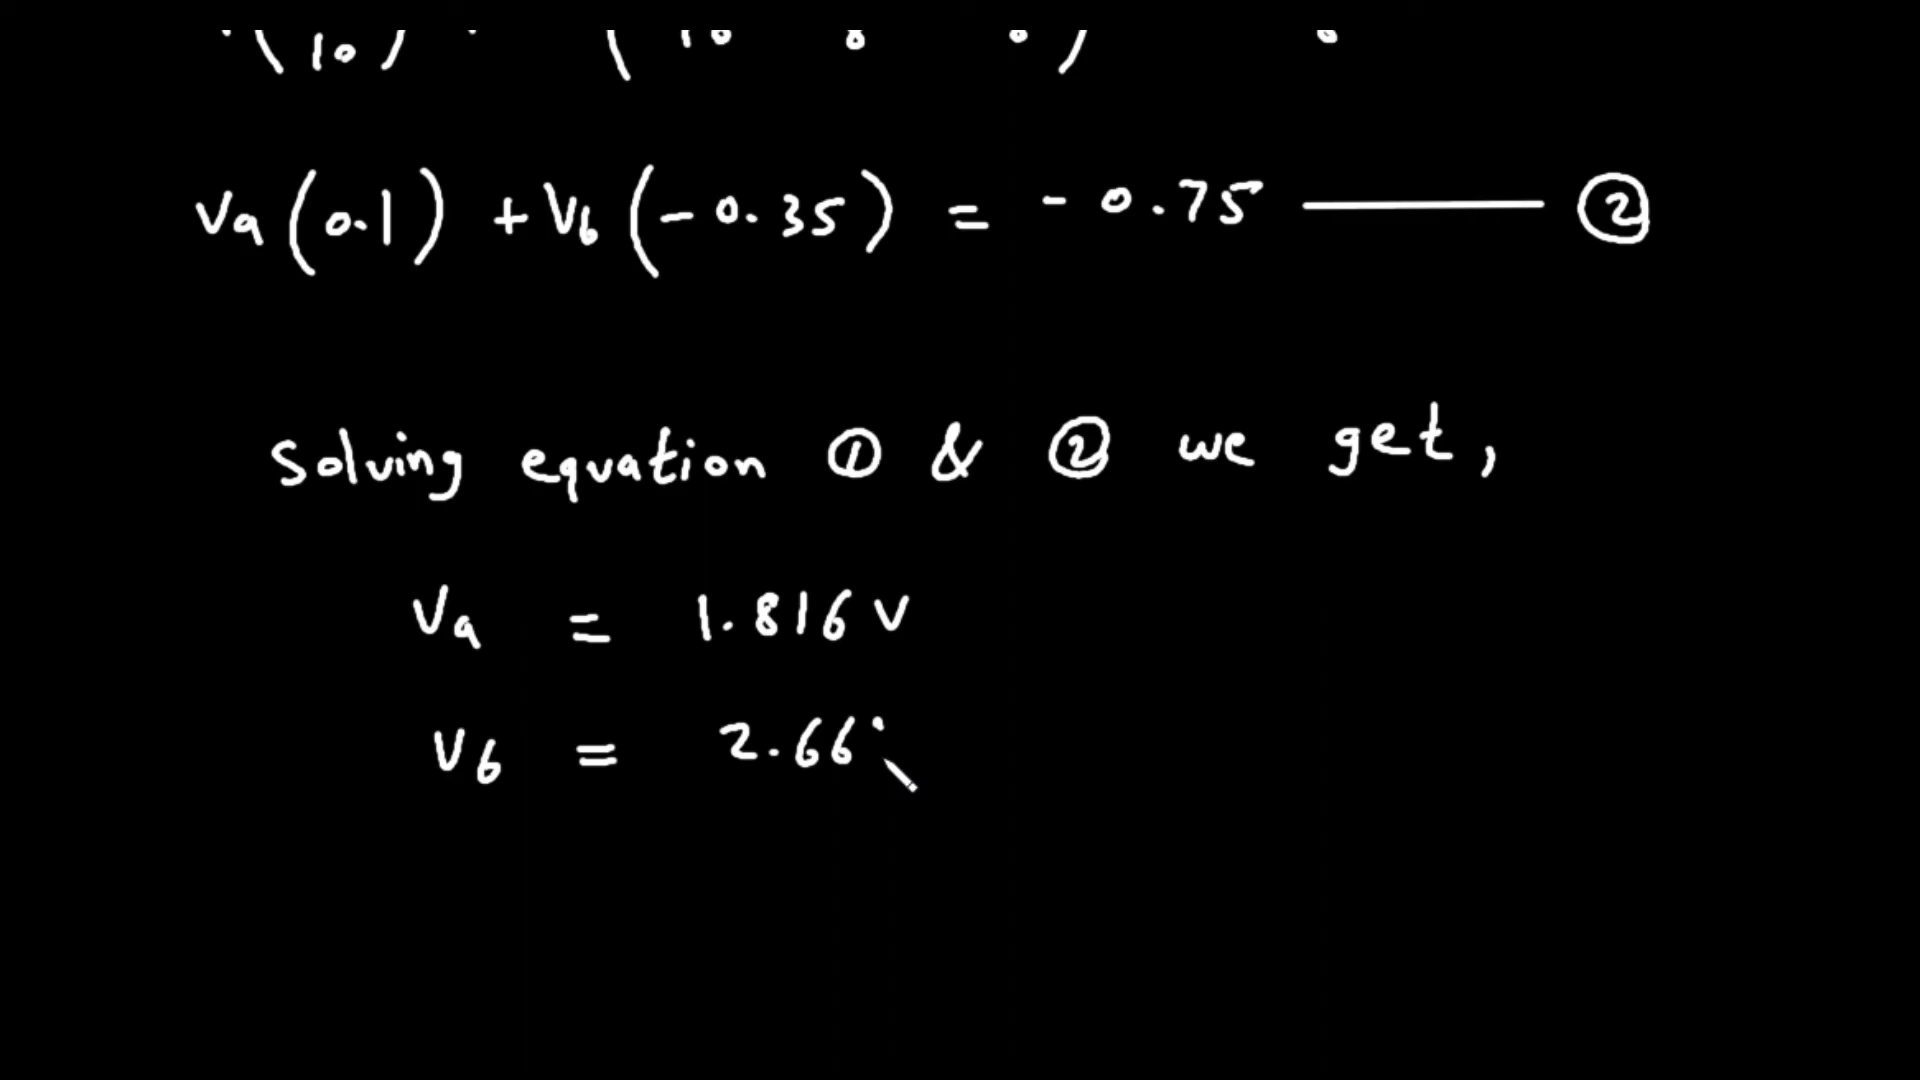 Va (0.1) + Vb (-0.35) = -0.75 —— ②
Solving equation ① & ② we get,
Va = 1.816 V
Vb = 2.66